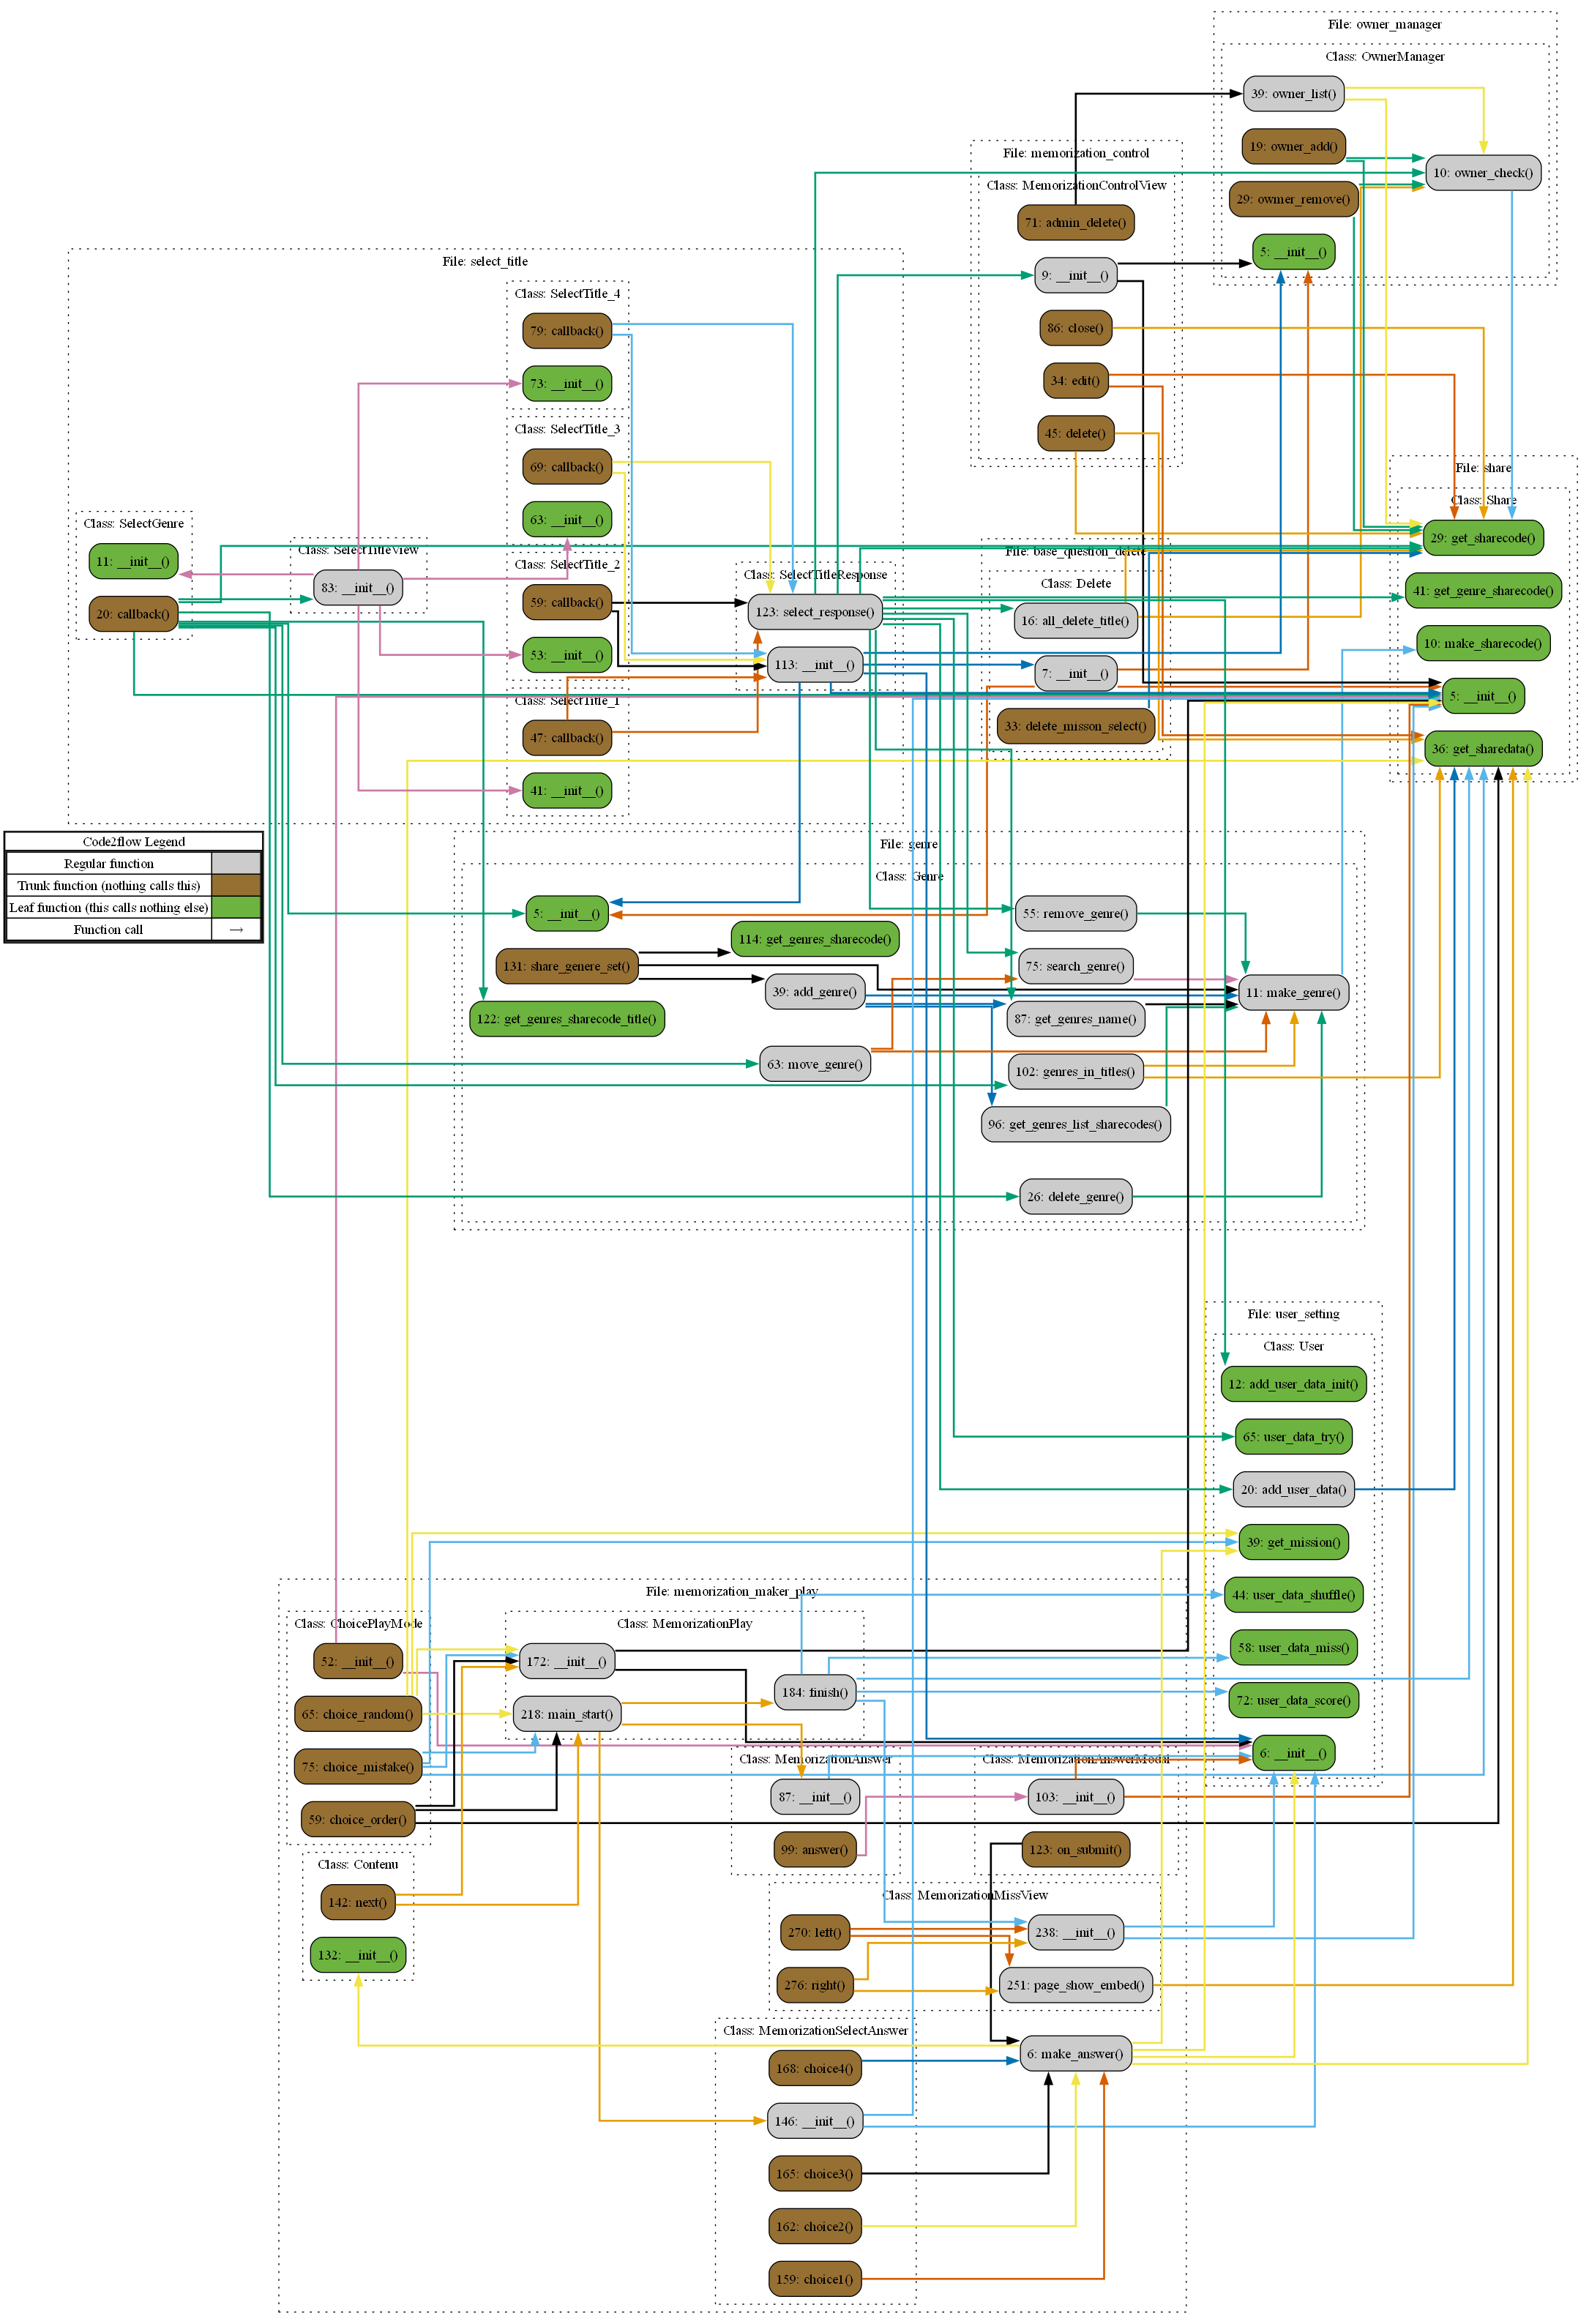 File: owner_manager
Class: OwnerManager
39: owner_list()
19: owner_add()
10: owner_check()
29: owmer_remove()
5: __init__()
File: memorization_control
Class: MemorizationControlView
71: admin_delete()
9: __init__()
86: close()
34: edit()
45: delete()
File: select_title
Class: SelectTitle_4
79: callback()
73: __init__()
Class: SelectTitle_3
69: callback()
63: __init__()
Class: SelectGenre
11: __init__()
20: callback()
Class: SelectTitleView
83: __init__()
Class: SelectTitle_2
59: callback()
53: __init__()
Class: SelectTitleResponse
123: select_response()
113: __init__()
Class: SelectTitle_1
47: callback()
41: __init__()
File: share
Class: Share
29: get_sharecode()
41: get_genre_sharecode()
10: make_sharecode()
5: __init__()
36: get_sharedata()
File: base_question_delete
Class: Delete
16: all_delete_title()
7: __init__()
33: delete_misson_select()
Code2flow Legend
Regular function
Trunk function (nothing calls this)
Leaf function (this calls nothing else)
Function call →
File: genre
Class: Genre
5: __init__()
55: remove_genre()
114: get_genres_sharecode()
131: share_genere_set()
75: search_genre()
39: add_genre()
11: make_genre()
122: get_genres_sharecode_title()
87: get_genres_name()
63: move_genre()
102: genres_in_titles()
96: get_genres_list_sharecodes()
26: delete_genre()
File: user_setting
Class: User
12: add_user_data_init()
65: user_data_try()
20: add_user_data()
39: get_mission()
44: user_data_shuffle()
58: user_data_miss()
72: user_data_score()
6: __init__()
File: memorization_maker_play
Class: ChoicePlayMode
52: __init__()
65: choice_random()
75: choice_mistake()
59: choice_order()
Class: MemorizationPlay
172: __init__()
184: finish()
218: main_start()
Class: MemorizationAnswer
87: __init__()
99: answer()
Class: MemorizationAnswerModal
103: __init__()
123: on_submit()
Class: Contenu
142: next()
132: __init__()
Class: MemorizationMissView
270: left()
238: __init__()
276: right()
251: page_show_embed()
Class: MemorizationSelectAnswer
6: make_answer()
168: choice4()
146: __init__()
165: choice3()
162: choice2()
159: choice1()